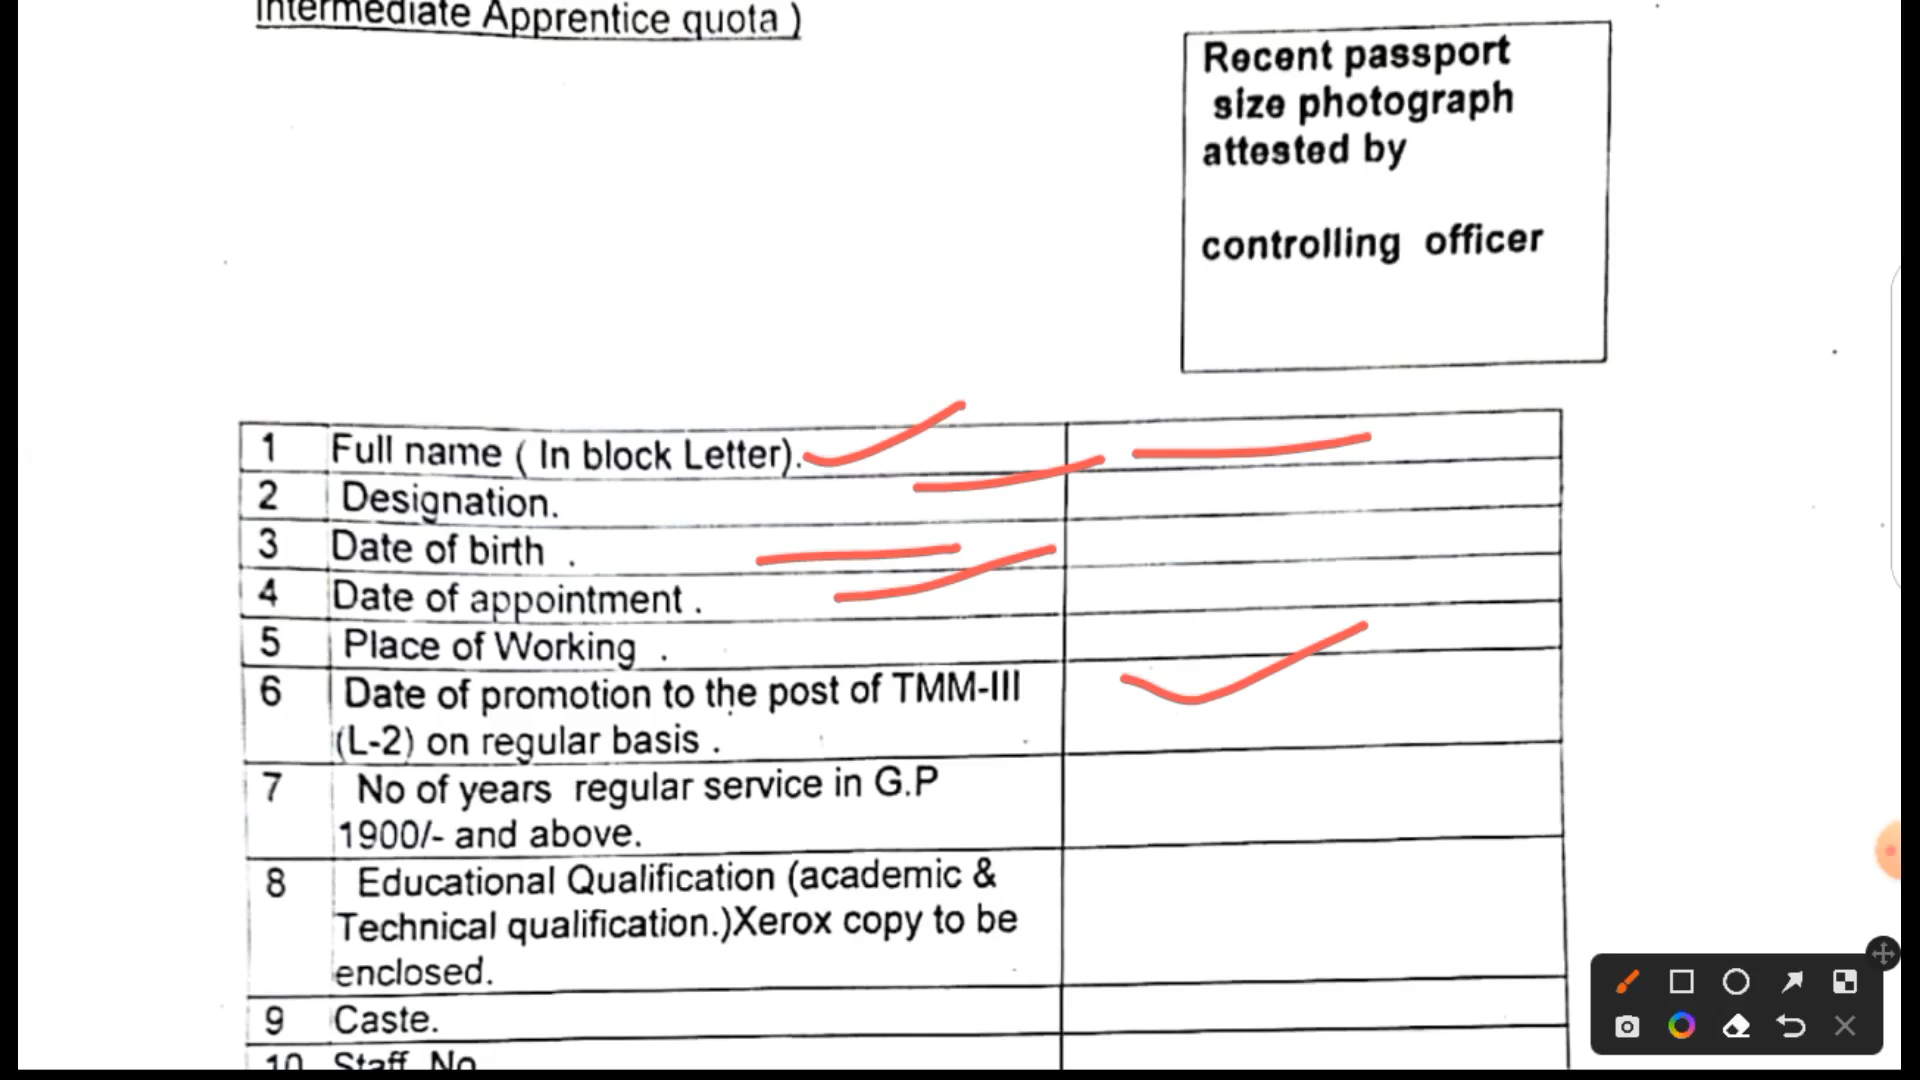 Intermediate Apprentice quota )
Recent passport
size photograph
attested by
controlling officer
1 Full name ( In block Letter).
2 Designation.
3 Date of birth .
4 Date of appointment .
5 Place of Working .
6 Date of promotion to the post of TMM-III
(L-2) on regular basis .
7 No of years regular service in G.P
1900/- and above.
8 Educational Qualification (academic &
Technical qualification.)Xerox copy to be
enclosed.
9 Caste.
10 Staff No